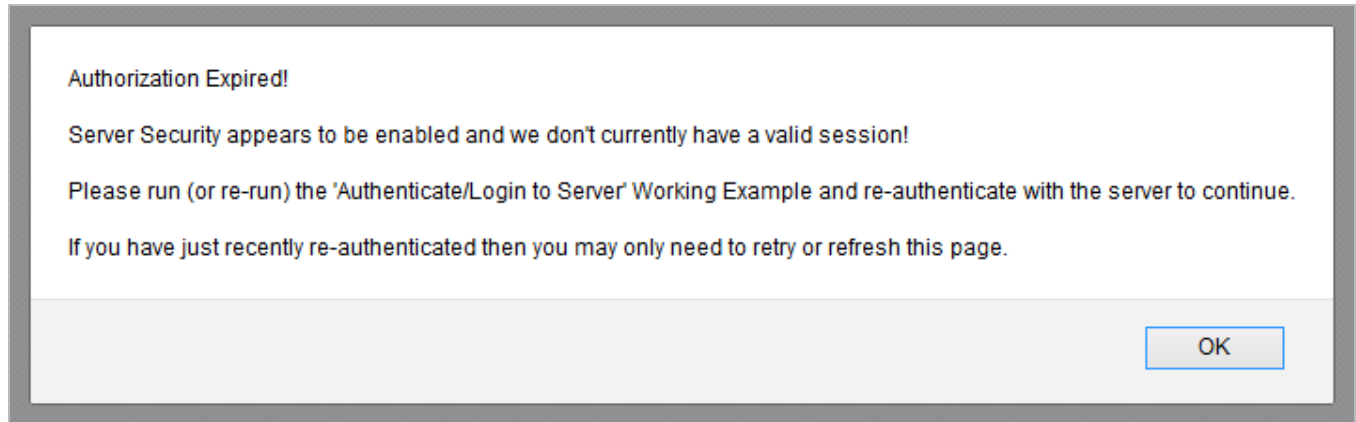 Authorization Expired!
Server Security appears to be enabled and we don't currently have a valid session!
Please run (or re-run) the 'Authenticate/Login to Server' Working Example and re-authenticate with the server to continue.
If you have just recently re-authenticated then you may only need to retry or refresh this page.
OK